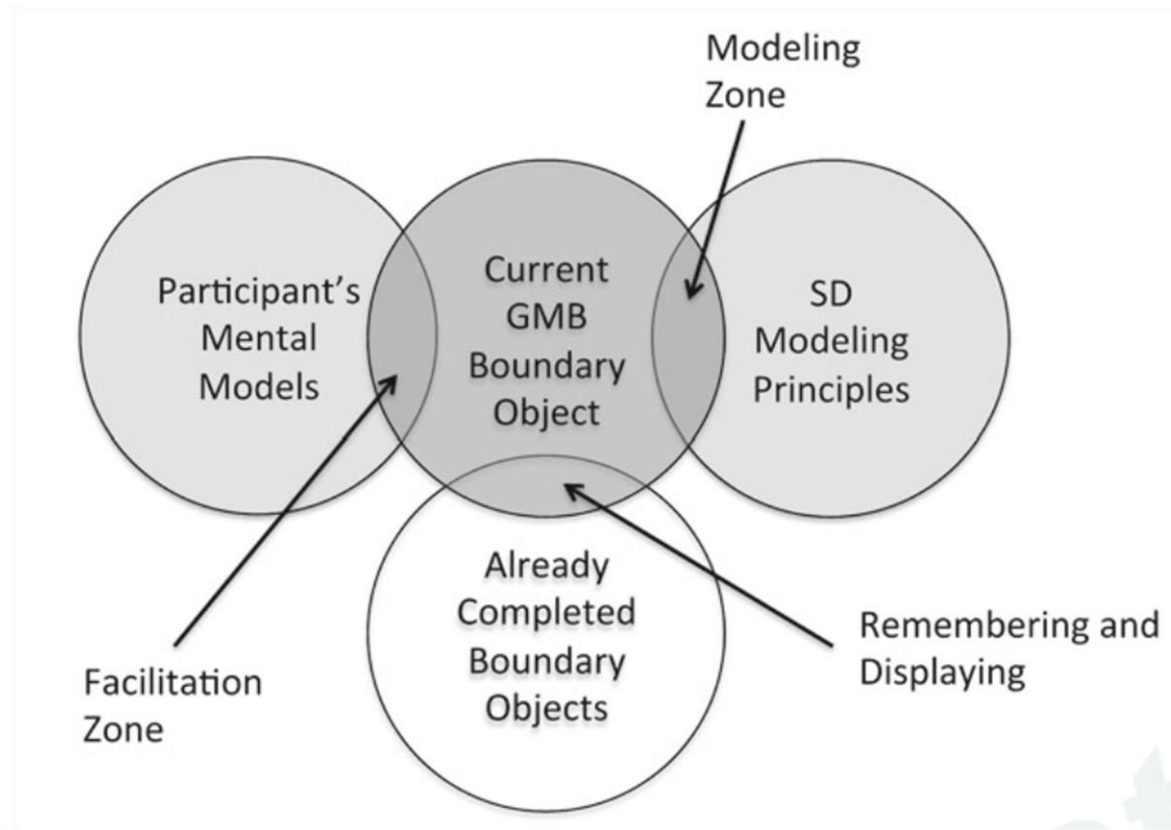 Modeling
Zone
Participant's
Mental
Models
Current
GMB
Boundary
Object
SD
Modeling
Principles
Already
Completed
Boundary
Objects
Facilitation
Zone
Remembering and
Displaying